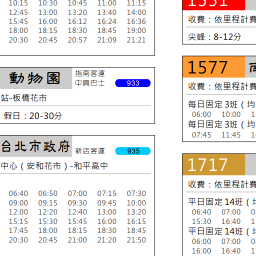 10:15 10:30 10:45 11:00 11:15
12:45 13:00 13:20 13:40 14:00
15:45 16:00 16:12 16:24 16:36
18:00 18:15 18:30 18:45 19:00
20:30 20:45 20:57 21:09 21:21
動物園
指南客運
中興巴士
933
站-板橋花市
假日：20-30分
台北市政府
新店客運
935
中心（安和花市）-和平高中
06:40 06:50 07:00 07:15 07:30
09:00 09:15 09:30 09:45 10:00
12:00 12:20 12:40 13:00 13:20
15:15 15:30 15:45 16:00 16:15
17:45 18:00 18:15 18:30 18:45
20:30 20:45 21:00 21:20 21:50
1551
收費：依里程計費
尖峰：8-12分
1577
收費：依里程計費
每日固定3班（
06:00 10:00
每日固定3班（
07:45 11:45
1717
收費：依里程計費
平日固定14班（
06:40 07:00
15:30 16:40
平日固定14班（
06:00 07:00
16:00 16:40